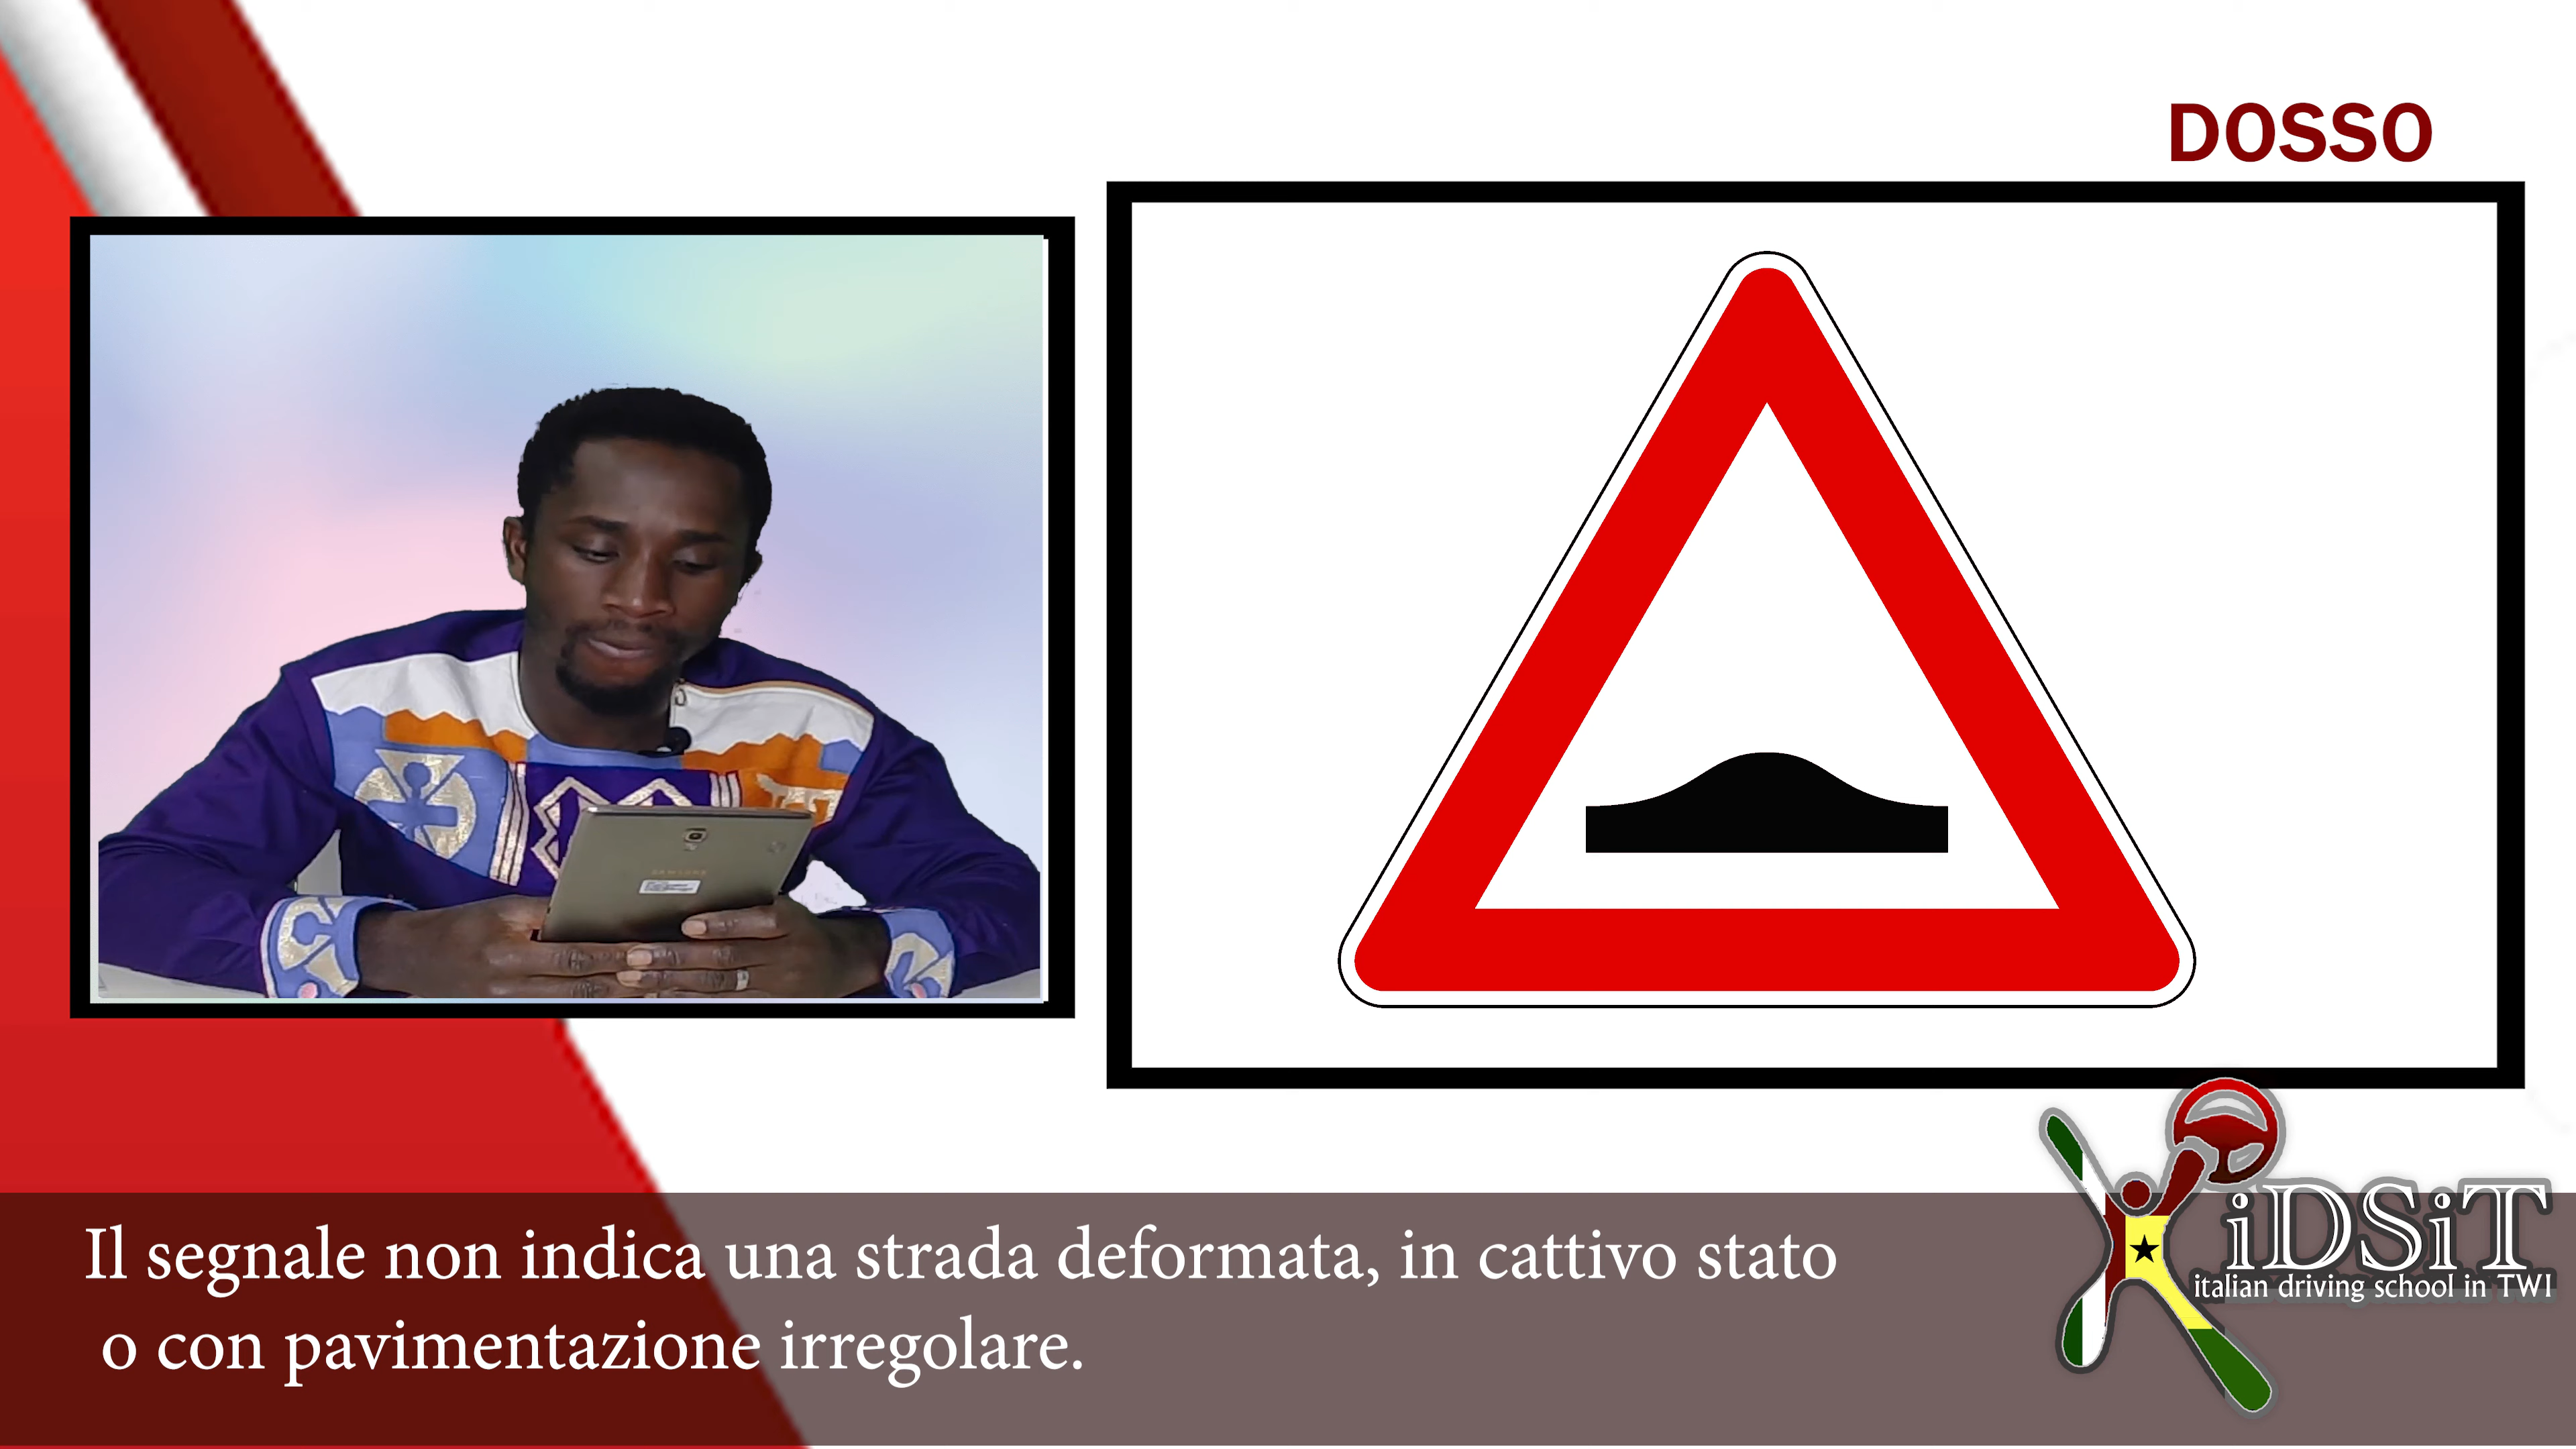 DOSSO
SAMSUNG
Il segnale non indica una strada deformata, in cattivo stato
o con pavimentazione irregolare.
iDSiT
italian driving school in TWI